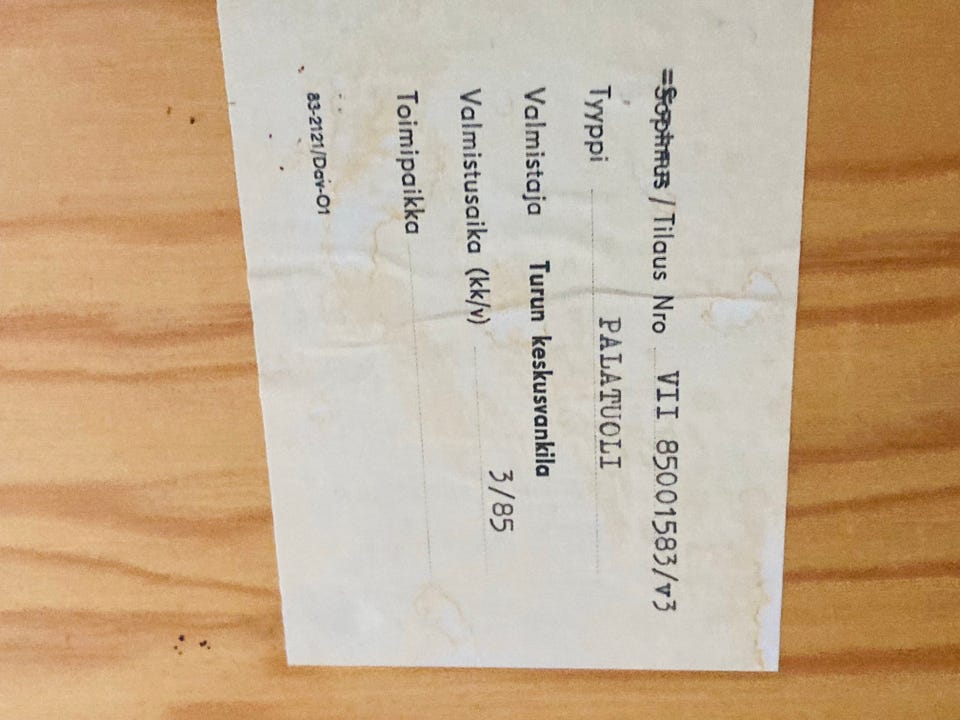 Sopimus / Tilaus Nro VII 85001583/v3
Tyyppi PALATUOLI
Valmistaja Turun keskusvankila
Valmistusaika (kk/v) 3/85
Toimipaikka
83-2121/Dav-01